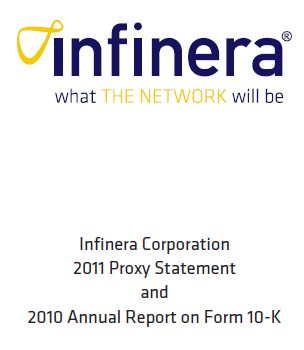 infinera®
what THE NETWORK will be
Infinera Corporation
2011 Proxy Statement
and
2010 Annual Report on Form 10-K